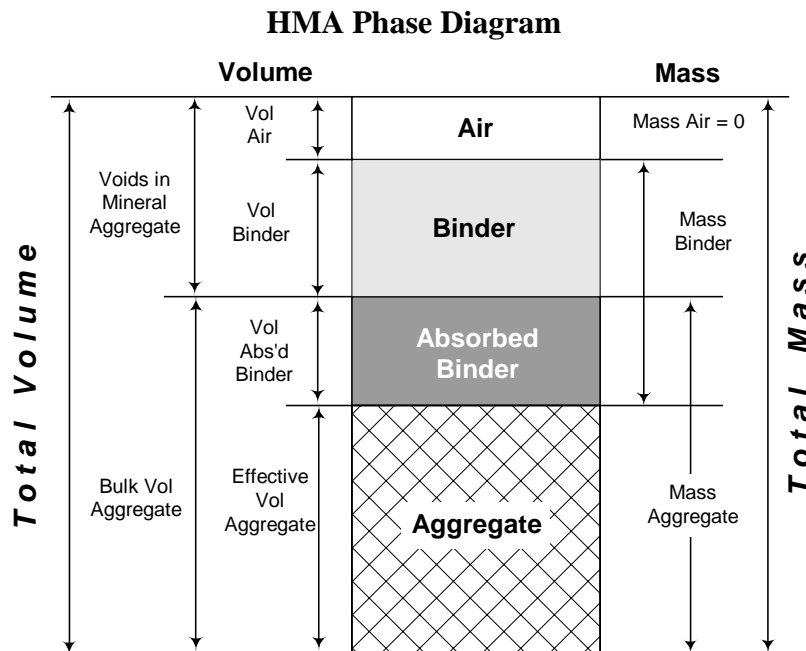 HMA Phase Diagram
Volume
Mass
Vol
Air
Air
Mass Air = 0
Voids in
Mineral
Aggregate
Vol
Binder
Binder
Mass
Binder
Total Volume
Total Mass
Vol
Abs'd
Binder
Absorbed
Binder
Bulk Vol
Aggregate
Effective
Vol
Aggregate
Aggregate
Mass
Aggregate